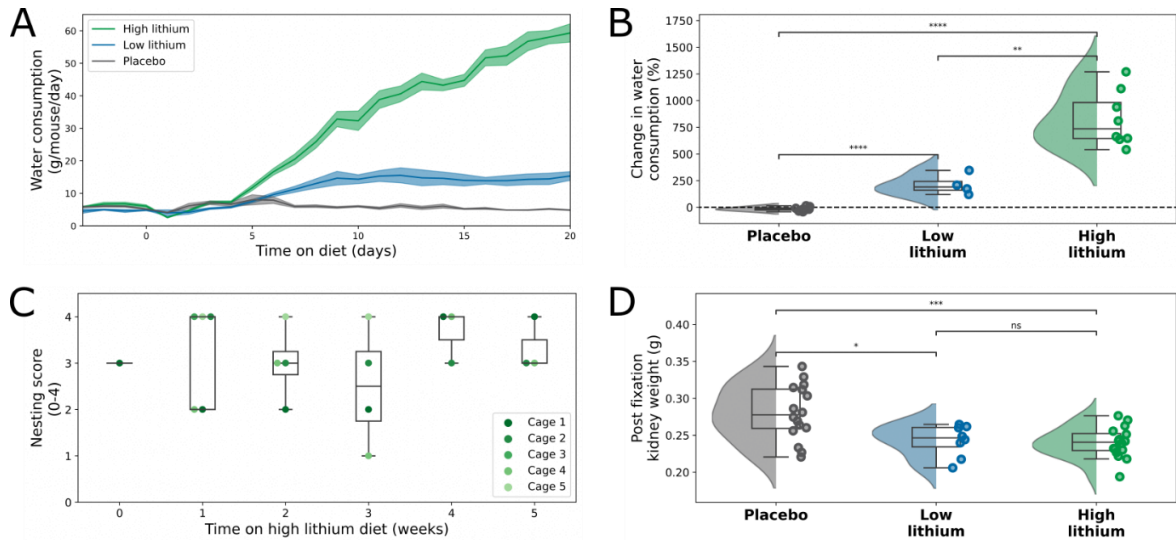 A
Water consumption
(g/mouse/day)
60
50
40
30
20
10
0
High lithium
Low lithium
Placebo
0
5
10
15
20
Time on diet (days)
B
Change in water
consumption (%)
1750
1500
1250
1000
750
500
250
0
****
**
****
Placebo
Low
lithium
High
lithium
C
Nesting score
(0-4)
4
3
2
1
0
Cage 1
Cage 2
Cage 3
Cage 4
Cage 5
0
1
2
3
4
5
Time on high lithium diet (weeks)
D
Post fixation
kidney weight (g)
0.40
0.35
0.30
0.25
0.20
***
ns
*
Placebo
Low
lithium
High
lithium